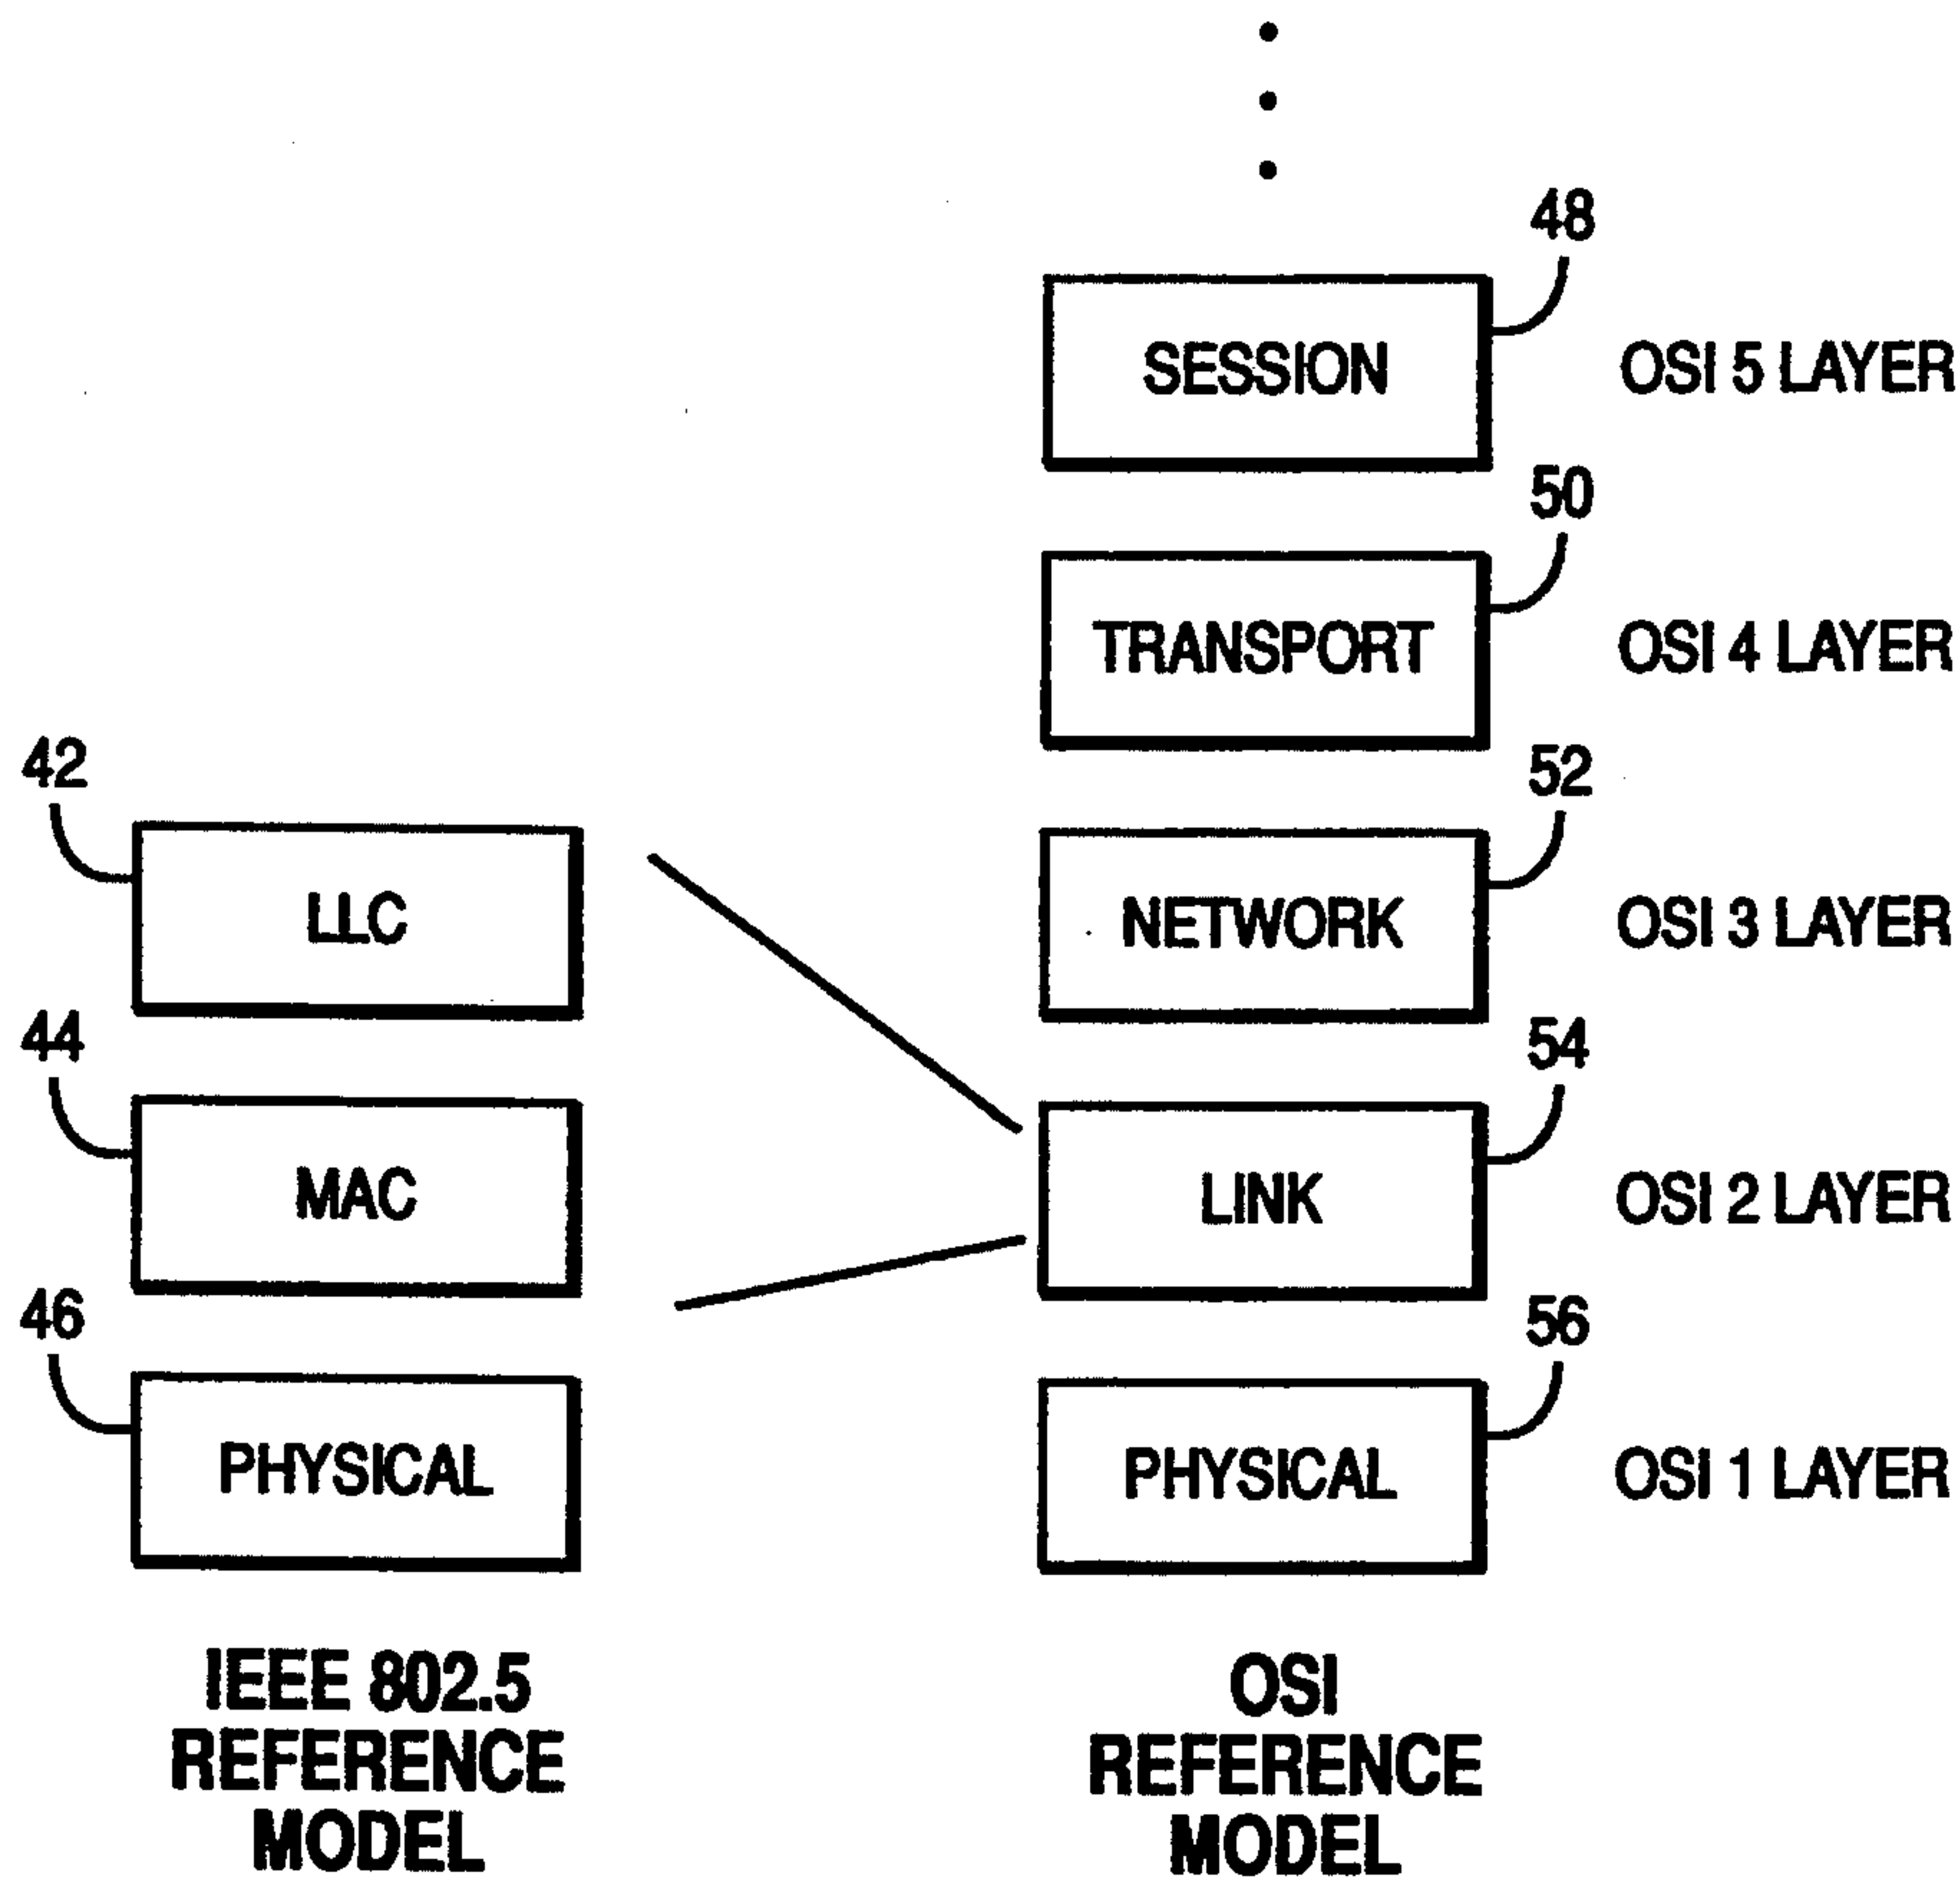 48
SESSION
OSI 5 LAYER
50
TRANSPORT
OSI 4 LAYER
42
52
LLC
NETWORK
OSI 3 LAYER
44
54
MAC
LINK
OSI 2 LAYER
46
56
PHYSICAL
PHYSICAL
OSI 1 LAYER
IEEE 802.5
REFERENCE
MODEL
OSI
REFERENCE
MODEL